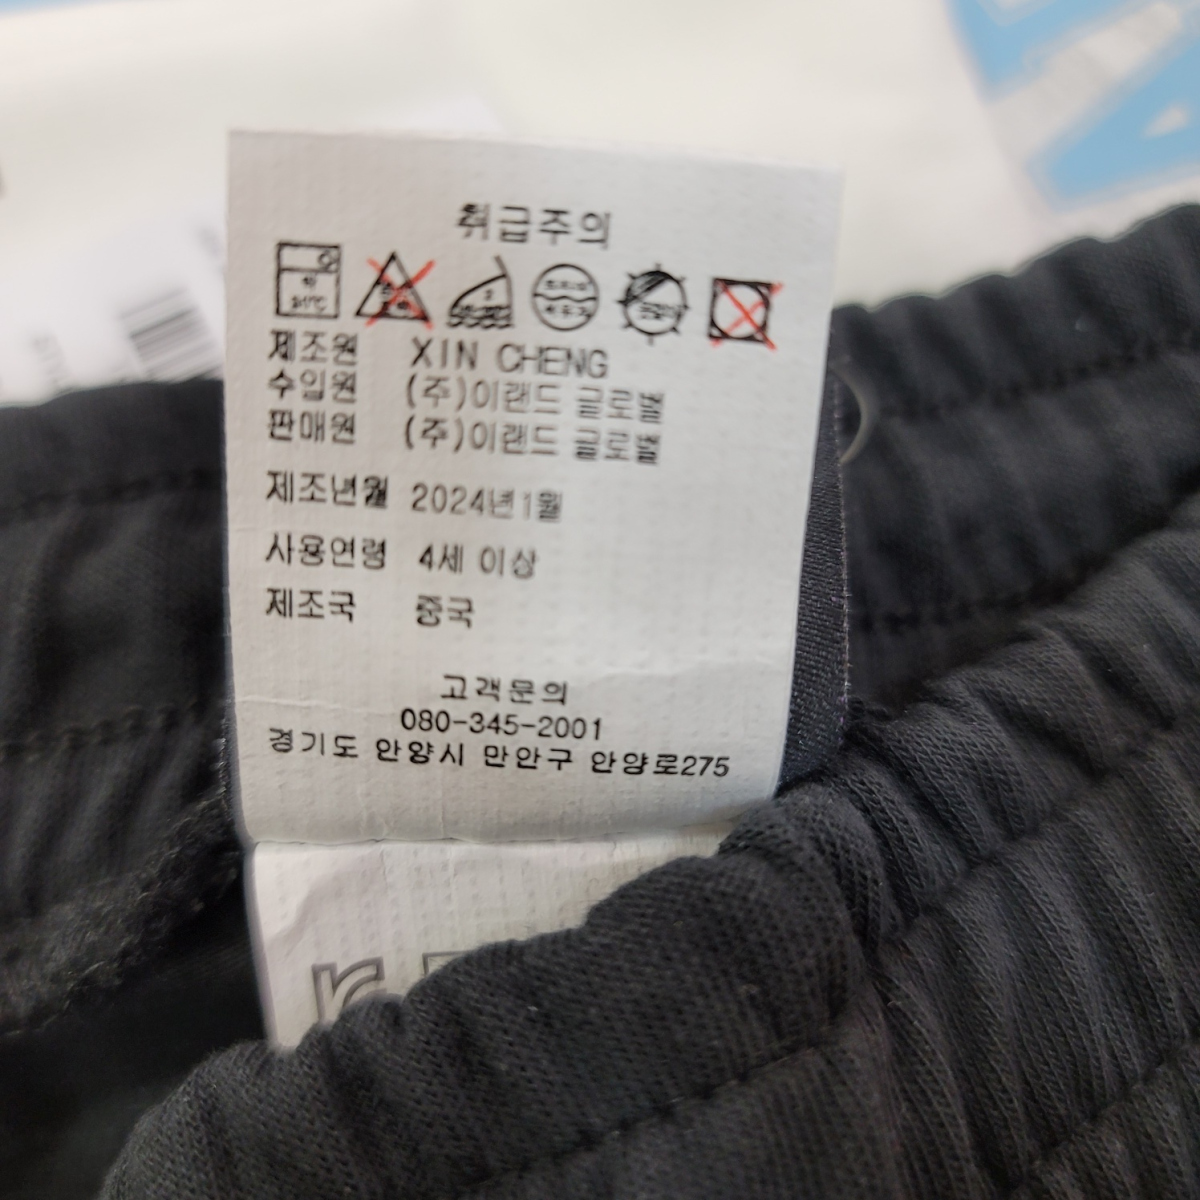 취급주의
제조원 XIN CHENG
수입원 (주)이랜드 글로벌
판매원 (주)이랜드 글로벌
제조년월 2024년1월
사용연령 4세 이상
제조국 중국
고객문의
080-345-2001
경기도 안양시 만안구 안양로275